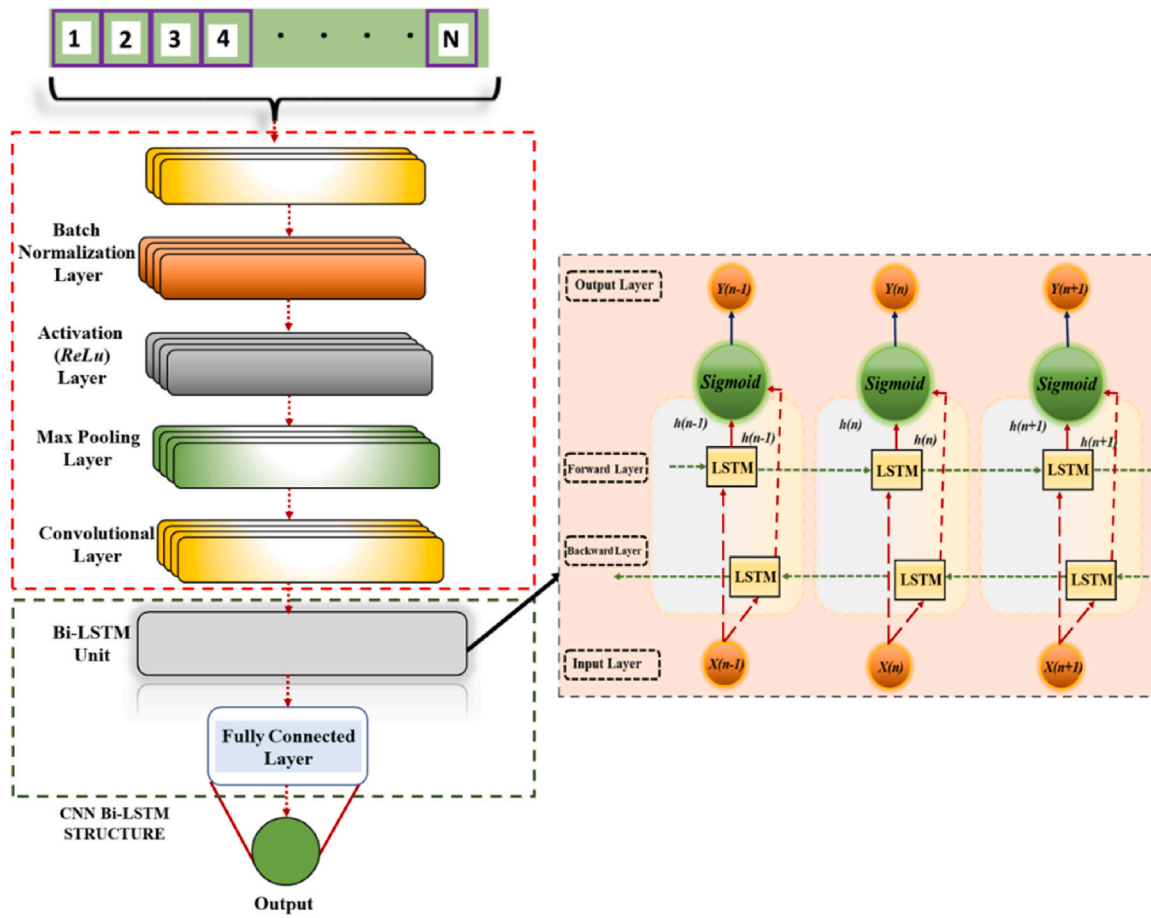 1 2 3 4 . . . . N
Batch
Normalization
Layer
Activation
(ReLu)
Layer
Max Pooling
Layer
Convolutional
Layer
Bi-LSTM
Unit
Fully Connected
Layer
CNN Bi-LSTM
STRUCTURE
Output
Output Layer
Y(n-1) Y(n) Y(n+1)
Sigmoid Sigmoid Sigmoid
h(n-1) h(n) h(n+1)
h(n-1) h(n) h(n+1)
Forward Layer
LSTM LSTM LSTM
Backward Layer
LSTM LSTM LSTM
Input Layer
X(n-1) X(n) X(n+1)